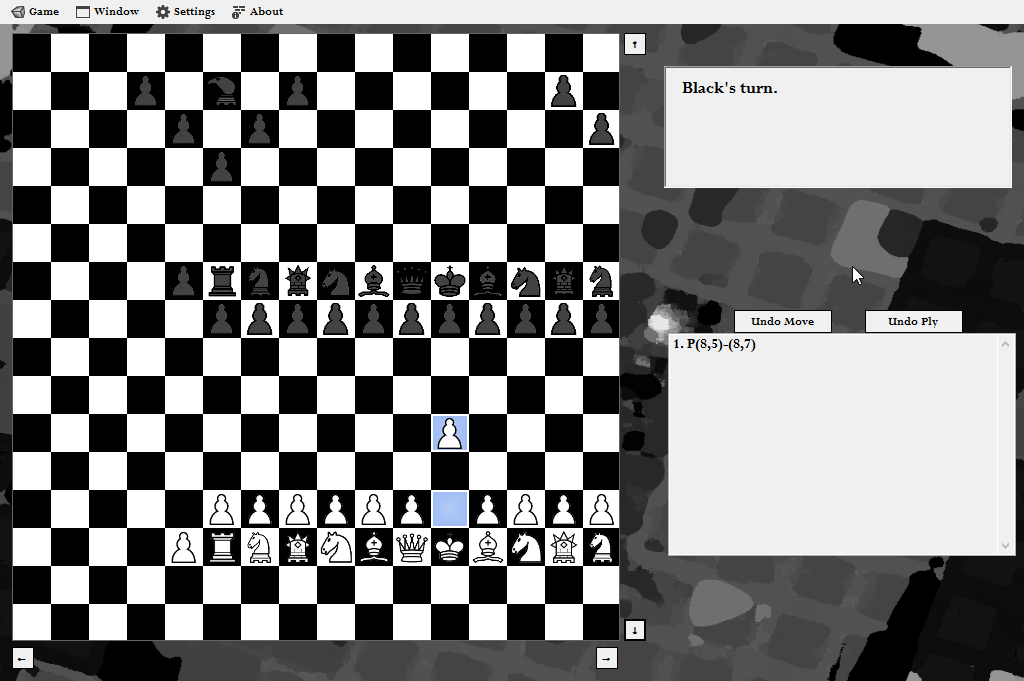 Game Window Settings About
↑
Black's turn.
Undo Move Undo Ply
1. P(8,5)-(8,7)
↓
← →